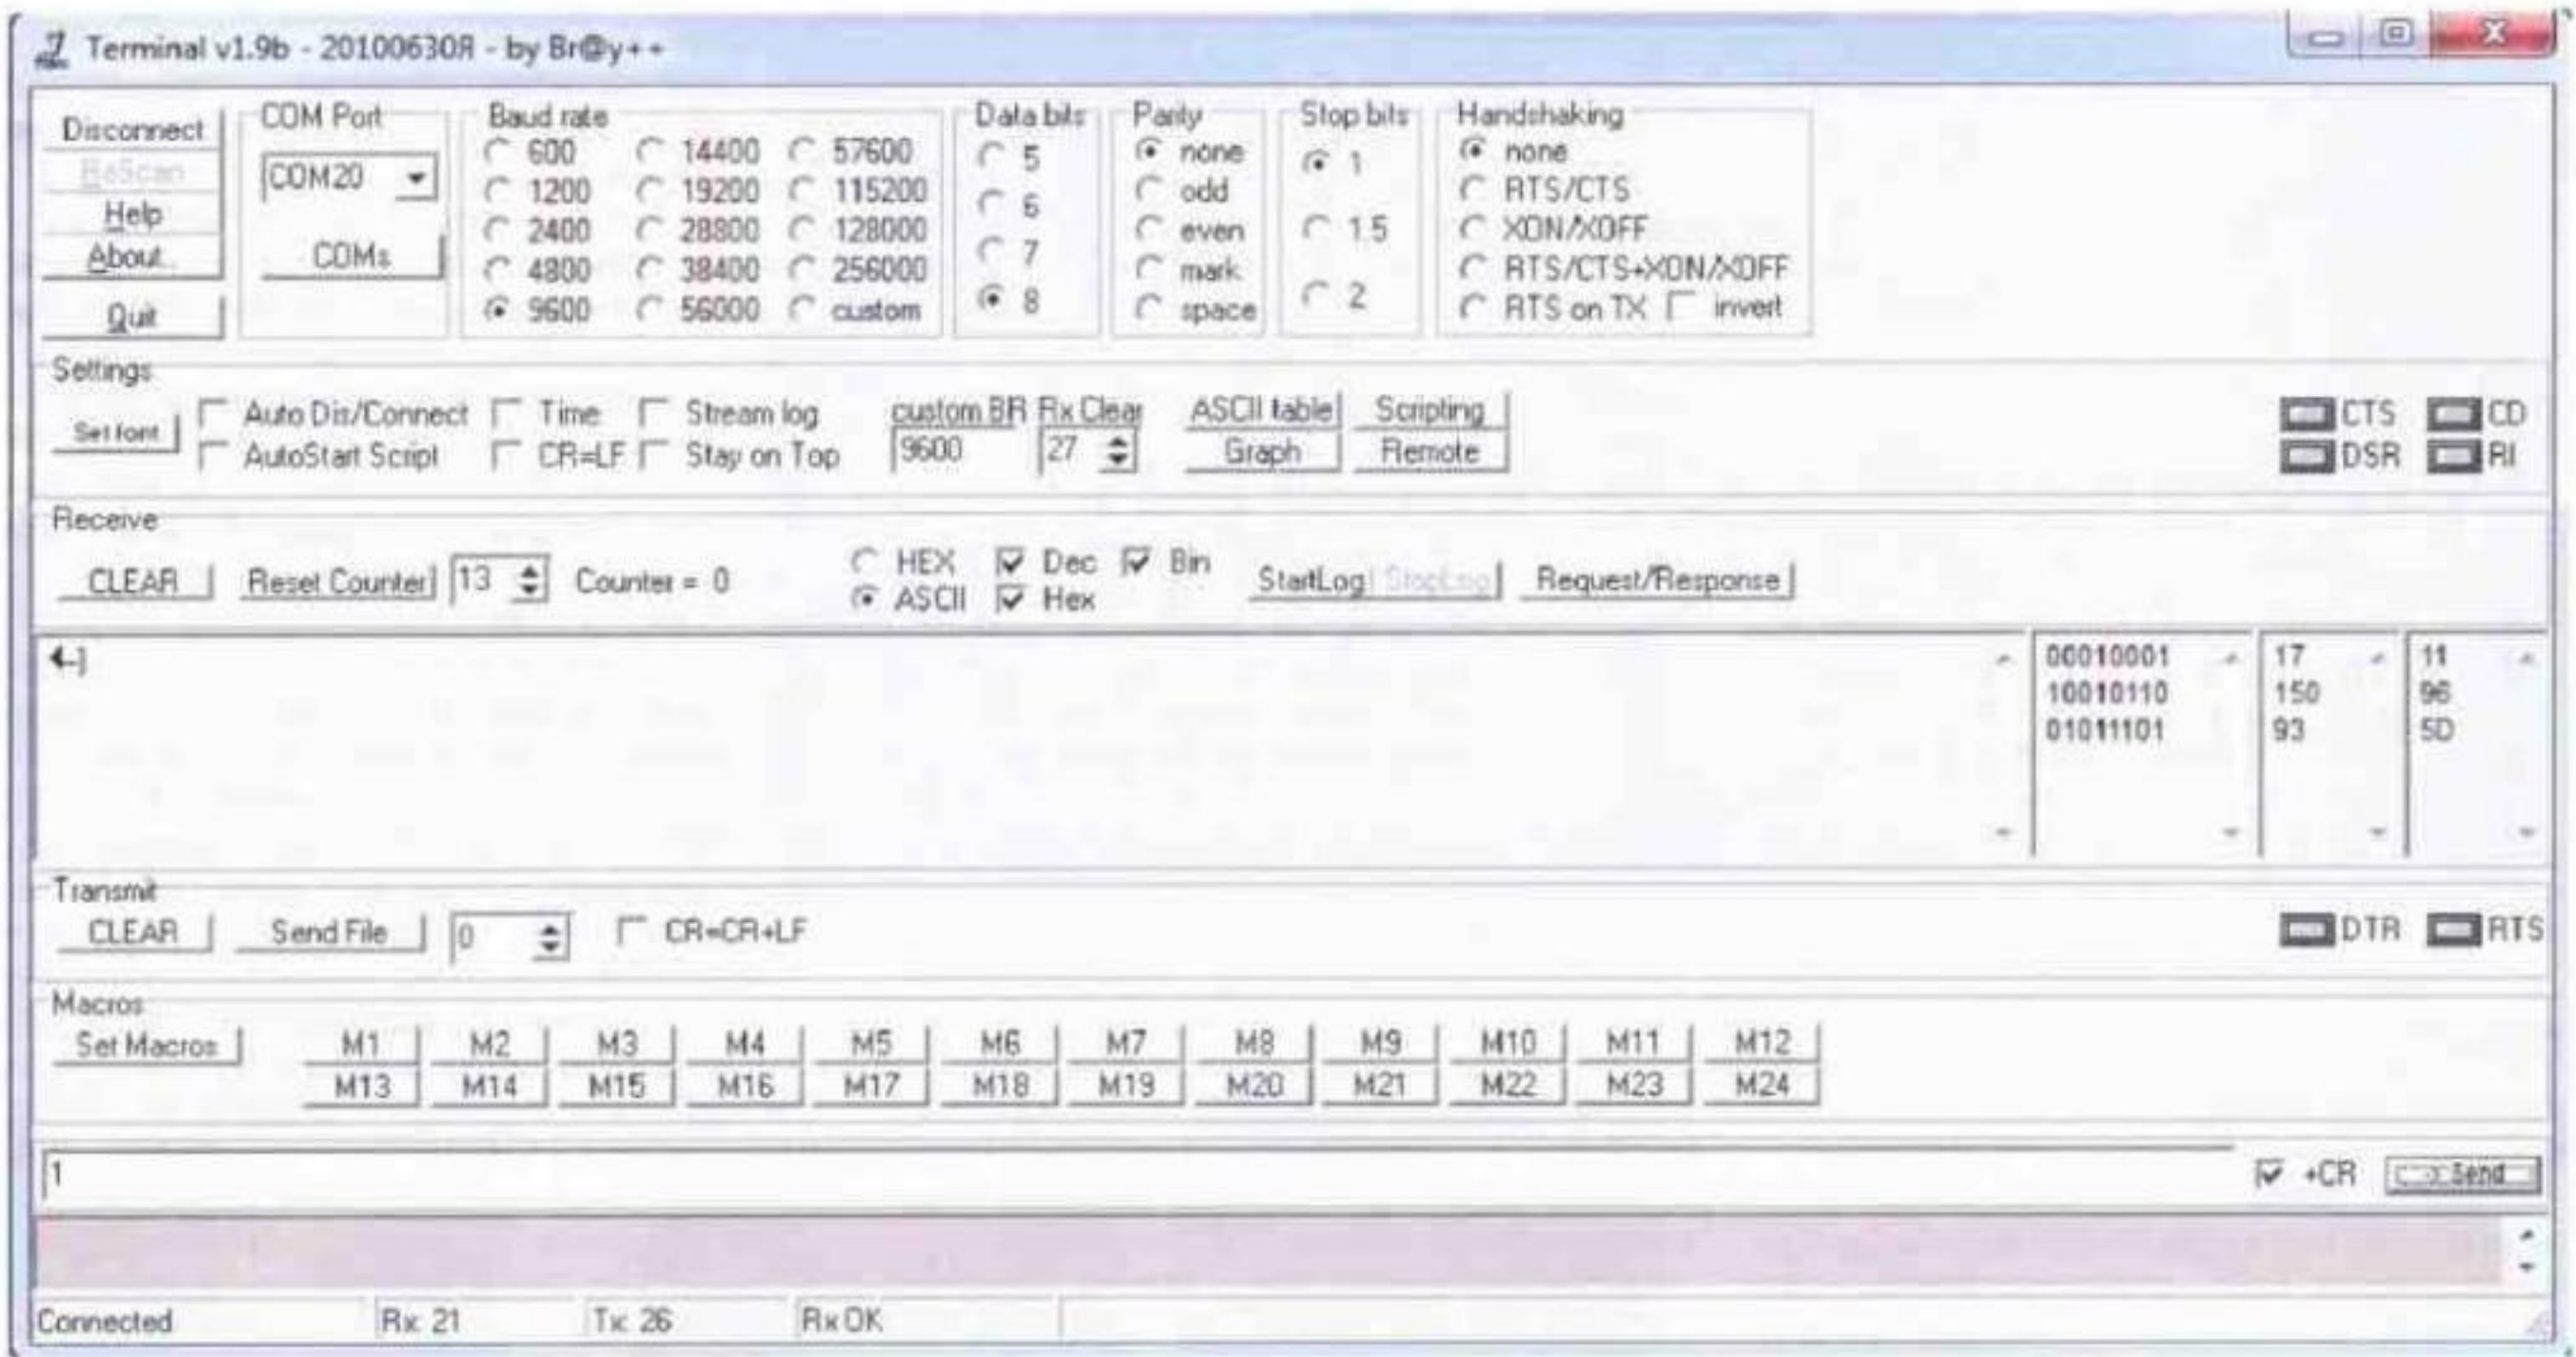 Terminal v1.9b - 20100630Я - by Br@y++
Disconnect
ReScan
Help
About..
Quit
COM Port
COM20
COMs
Baud rate
600 14400 57600
1200 19200 115200
2400 28800 128000
4800 38400 256000
9600 56000 custom
Data bits
5
6
7
8
Parity
none
odd
even
mark
space
Stop bits
1
1.5
2
Handshaking
none
RTS/CTS
XON/XOFF
RTS/CTS+XON/XOFF
RTS on TX invert
Settings
Set font
Auto Dis/Connect Time Stream log
AutoStart Script CR=LF Stay on Top
custom BR Rx Clear
9600 27
ASCII table Scripting
Graph Remote
CTS CD
DSR RI
Receive
CLEAR Reset Counter 13 Counter = 0
HEX Dec Bin
ASCII Hex
StartLog StopLog Request/Response
00010001 17 11
10010110 150 96
01011101 93 5D
Transmit
CLEAR Send File 0 CR=CR+LF
DTR RTS
Macros
Set Macros
M1 M2 M3 M4 M5 M6 M7 M8 M9 M10 M11 M12
M13 M14 M15 M16 M17 M18 M19 M20 M21 M22 M23 M24
1 +CR -> Send
Connected Rx: 21 Tx: 26 Rx OK